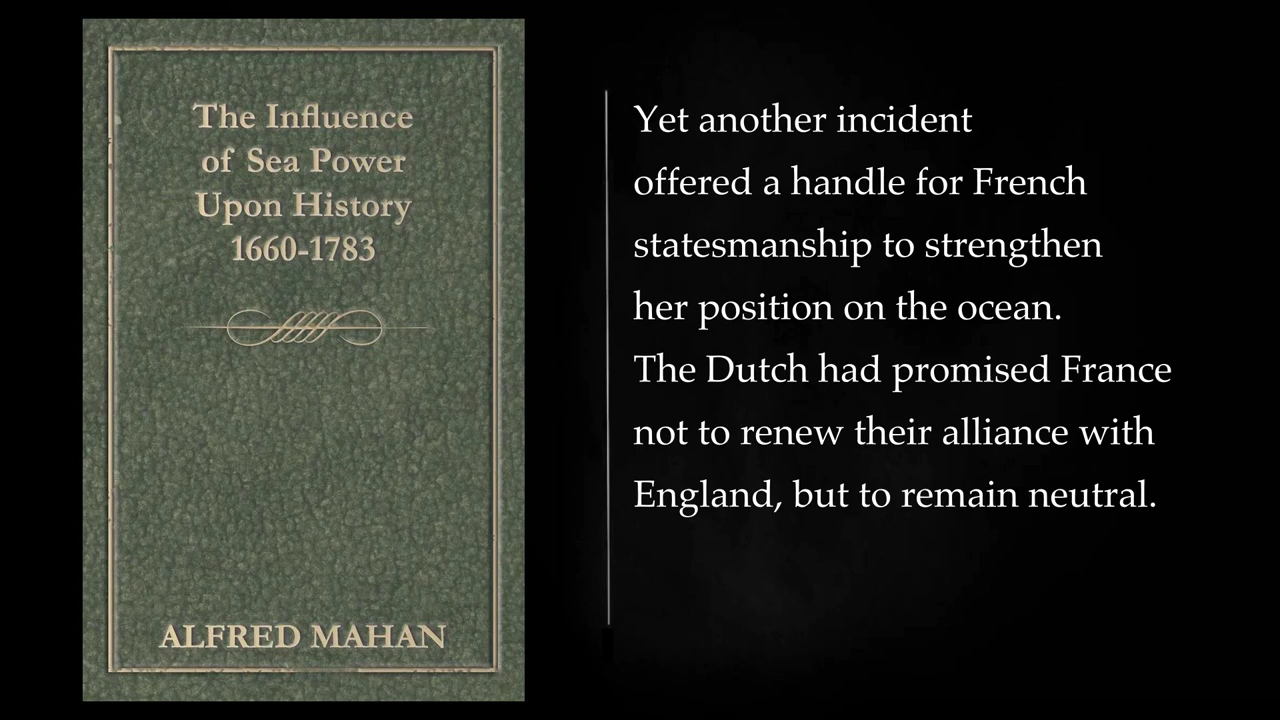 The Influence
of Sea Power
Upon History
1660-1783
ALFRED MAHAN
Yet another incident
offered a handle for French
statesmanship to strengthen
her position on the ocean.
The Dutch had promised France
not to renew their alliance with
England, but to remain neutral.